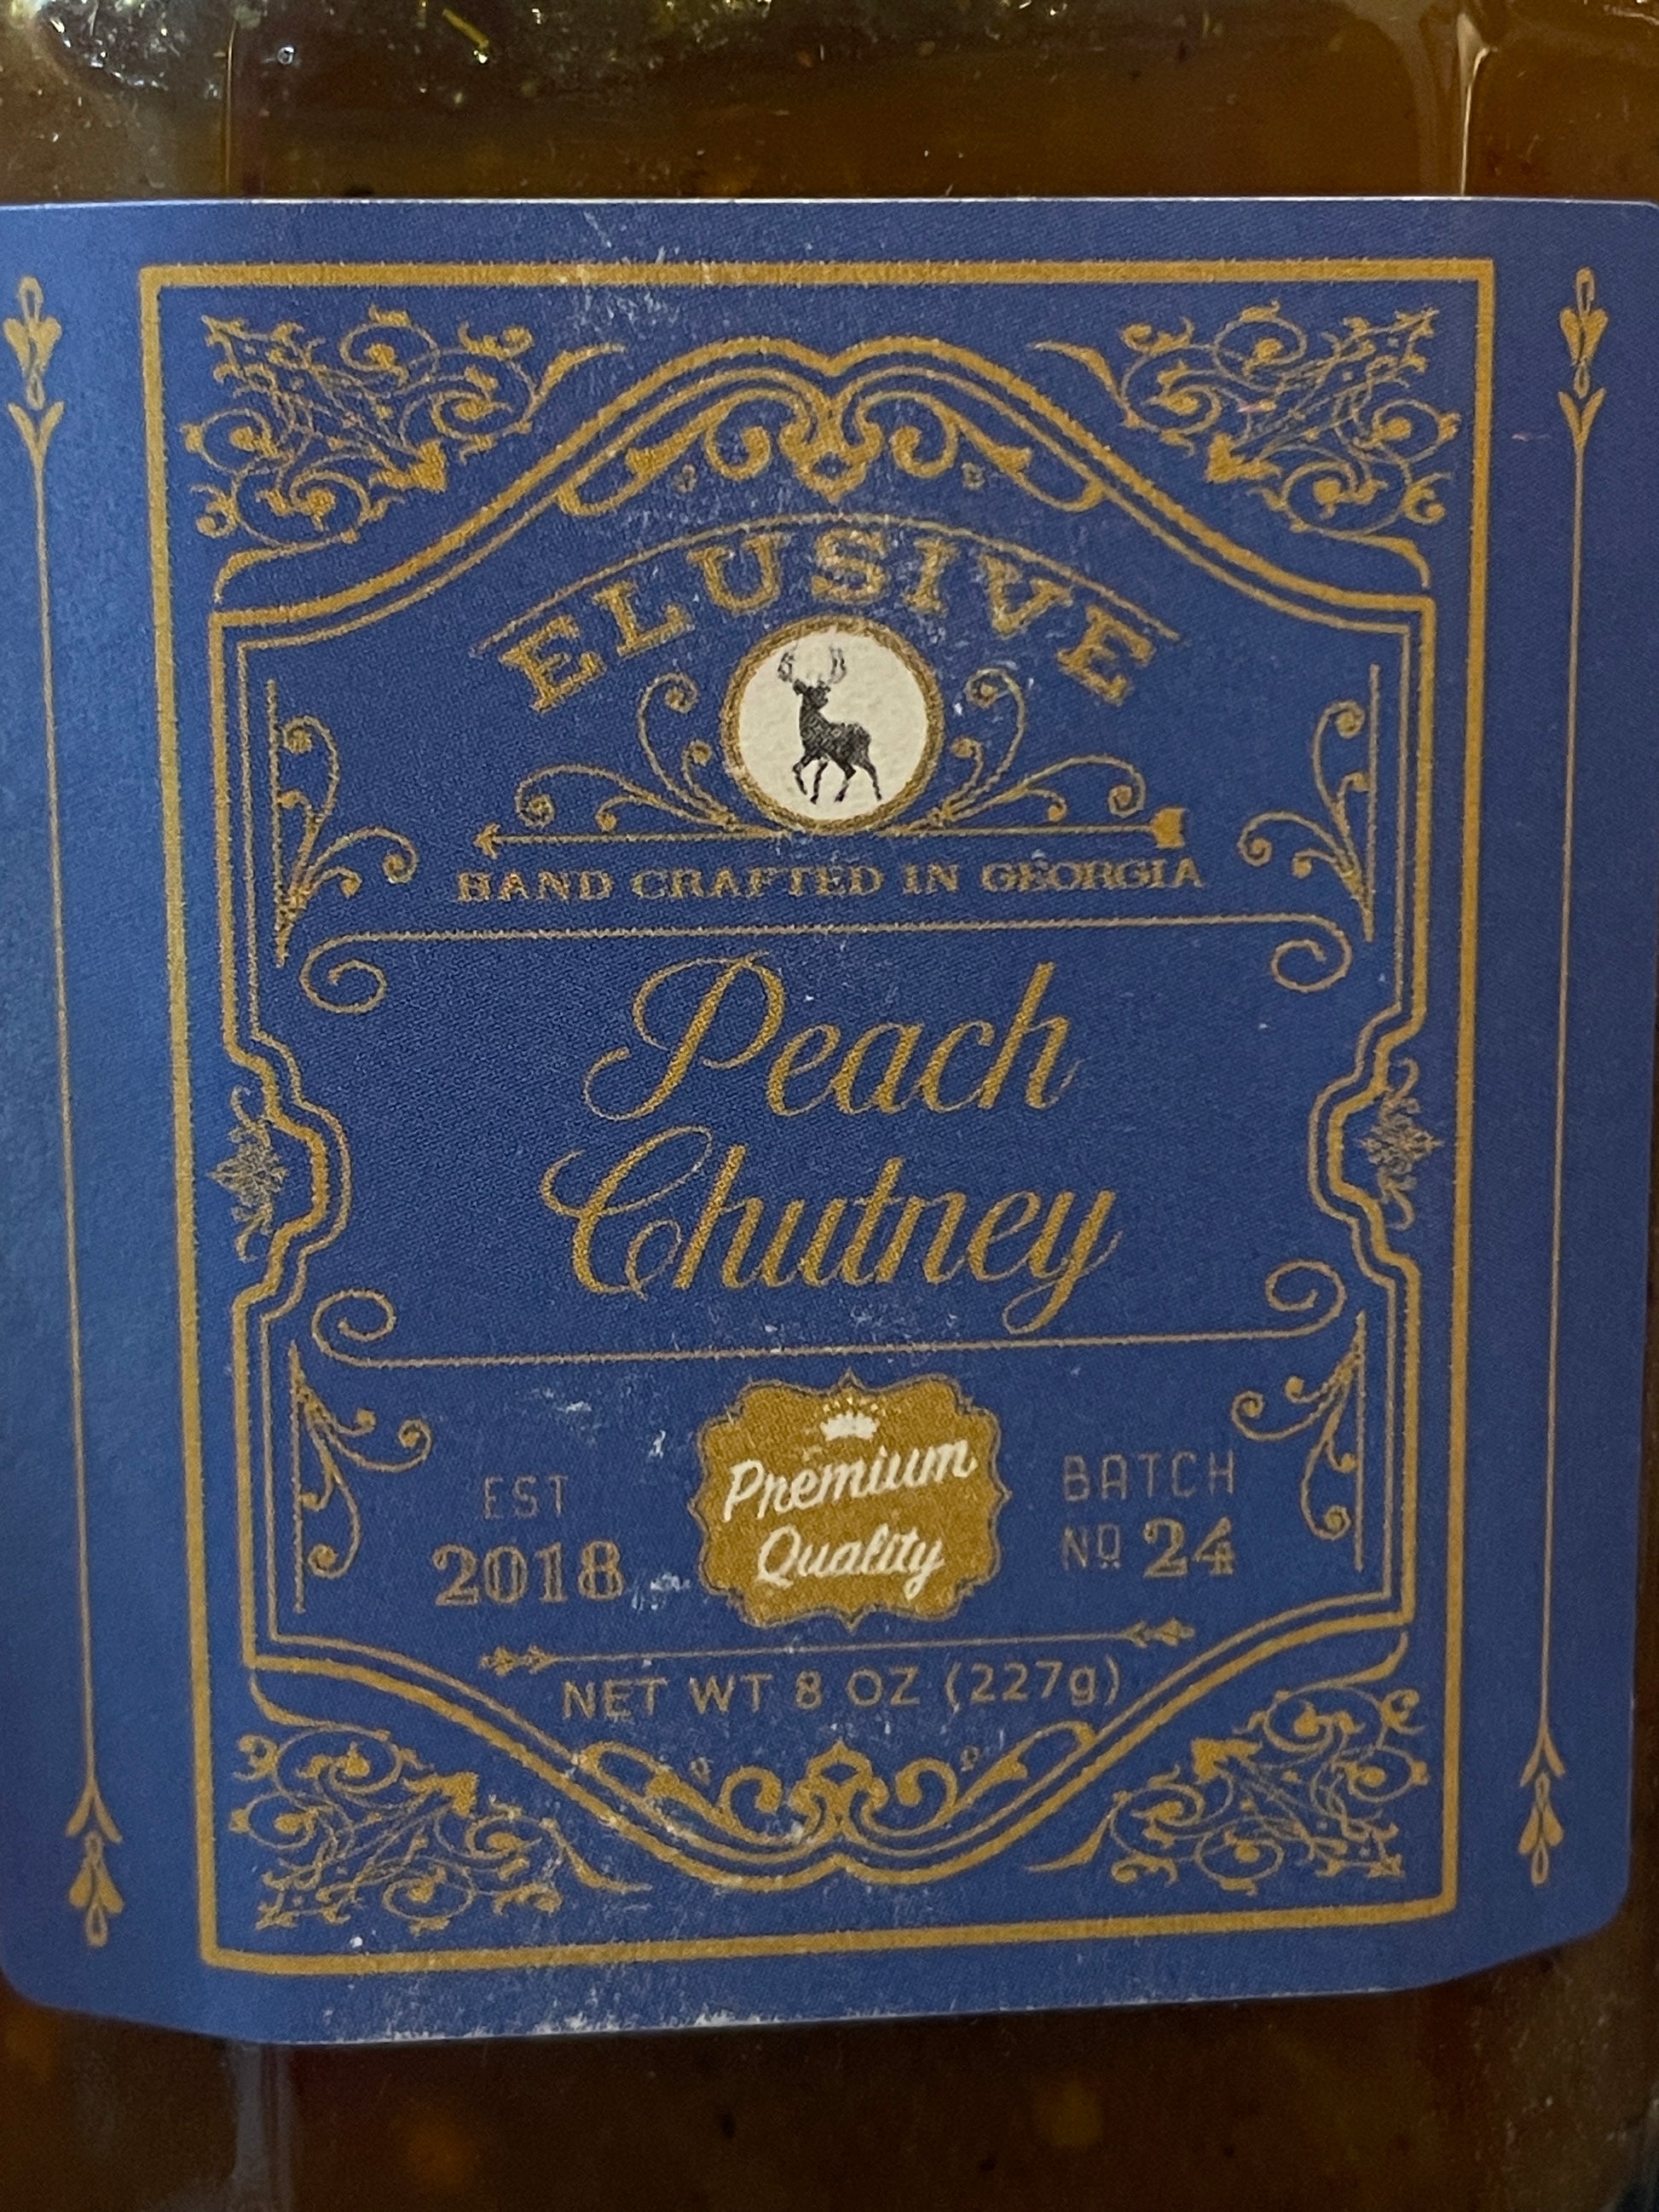 ELUSIVE
HAND CRAFTED IN GEORGIA
Peach
Chutney
EST
2018
Premium
Quality
BATCH
NO 24
NET WT 8 OZ (227g)